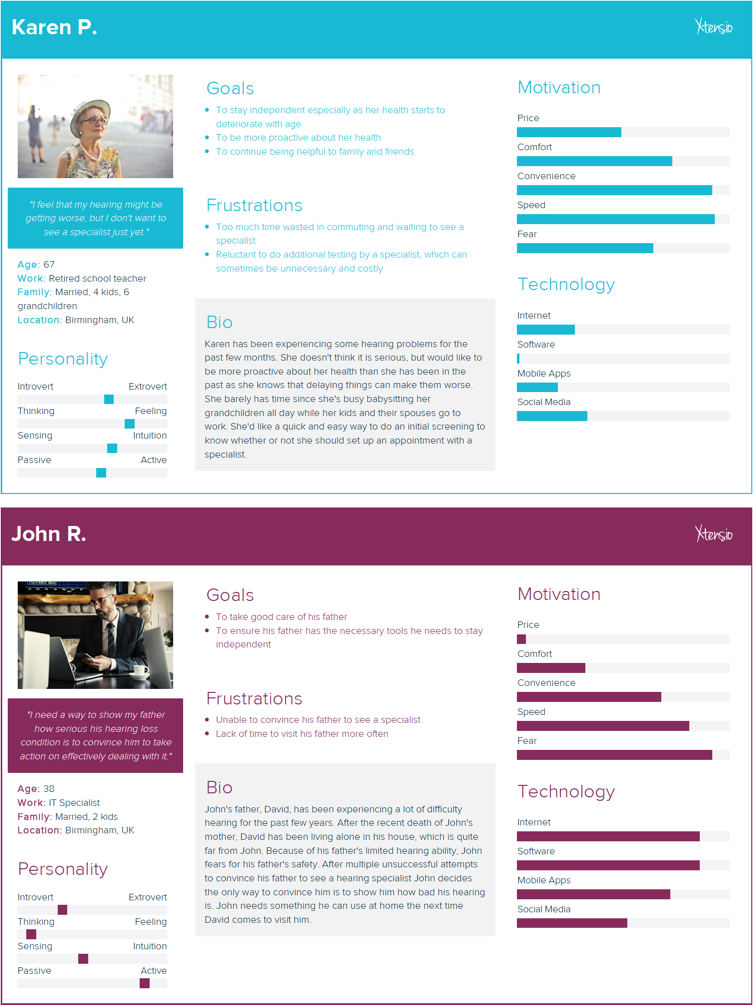 Karen P.
Xtensio
"I feel that my hearing might be
getting worse, but I don't want to
see a specialist just yet."
Age: 67
Work: Retired school teacher
Family: Married, 4 kids, 6
grandchildren
Location: Birmingham, UK
Personality
Introvert Extrovert
Thinking Feeling
Sensing Intuition
Passive Active
Goals
To stay independent especially as her health starts to
deteriorate with age
To be more proactive about her health
To continue being helpful to family and friends
Frustrations
Too much time wasted in commuting and waiting to see a
specialist
Reluctant to do additional testing by a specialist, which can
sometimes be unnecessary and costly
Bio
Karen has been experiencing some hearing problems for the
past few months. She doesn't think it is serious, but would like to
be more proactive about her health than she has been in the
past as she knows that delaying things can make them worse.
She barely has time since she's busy babysitting her
grandchildren all day while her kids and their spouses go to
work. She'd like a quick and easy way to do an initial screening to
know whether or not she should set up an appointment with a
specialist.
Motivation
Price
Comfort
Convenience
Speed
Fear
Technology
Internet
Software
Mobile Apps
Social Media
John R.
Xtensio
"I need a way to show my father
how serious his hearing loss
condition is to convince him to take
action on effectively dealing with it."
Age: 38
Work: IT Specialist
Family: Married, 2 kids
Location: Birmingham, UK
Personality
Introvert Extrovert
Thinking Feeling
Sensing Intuition
Passive Active
Goals
To take good care of his father
To ensure his father has the necessary tools he needs to stay
independent
Frustrations
Unable to convince his father to see a specialist
Lack of time to visit his father more often
Bio
John's father, David, has been experiencing a lot of difficulty
hearing for the past few years. After the recent death of John's
mother, David has been living alone in his house, which is quite
far from John. Because of his father's limited hearing ability, John
fears for his father's safety. After multiple unsuccessful attempts
to convince his father to see a hearing specialist John decides
the only way to convince him is to show him how bad his hearing
is. John needs something he can use at home the next time
David comes to visit him.
Motivation
Price
Comfort
Convenience
Speed
Fear
Technology
Internet
Software
Mobile Apps
Social Media